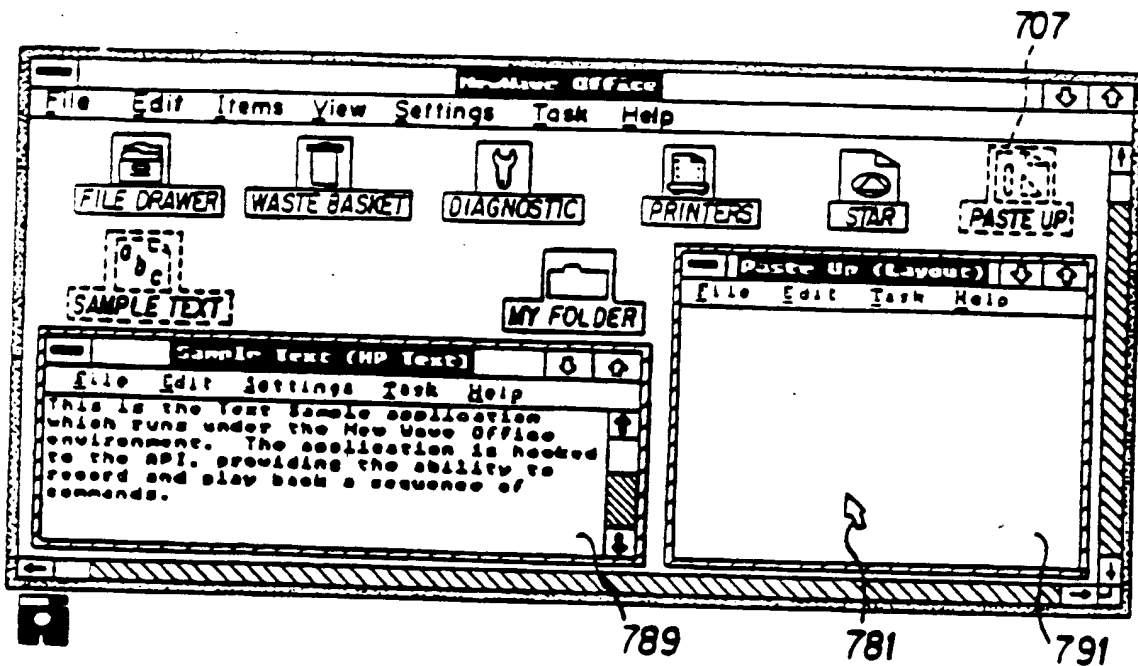 707
NewWave Office
File Edit Items View Settings Task Help
FILE DRAWER WASTE BASKET DIAGNOSTIC PRINTERS STAR PASTE UP
abc
SAMPLE TEXT MY FOLDER
Paste Up (Layout)
File Edit Task Help
Sample Text (HP Text)
File Edit Settings Task Help
This is the Text Sample application
which runs under the New Wave Office
environment. The application is hooked
to the API, providing the ability to
record and play back a sequence of
commands.
789 781 791